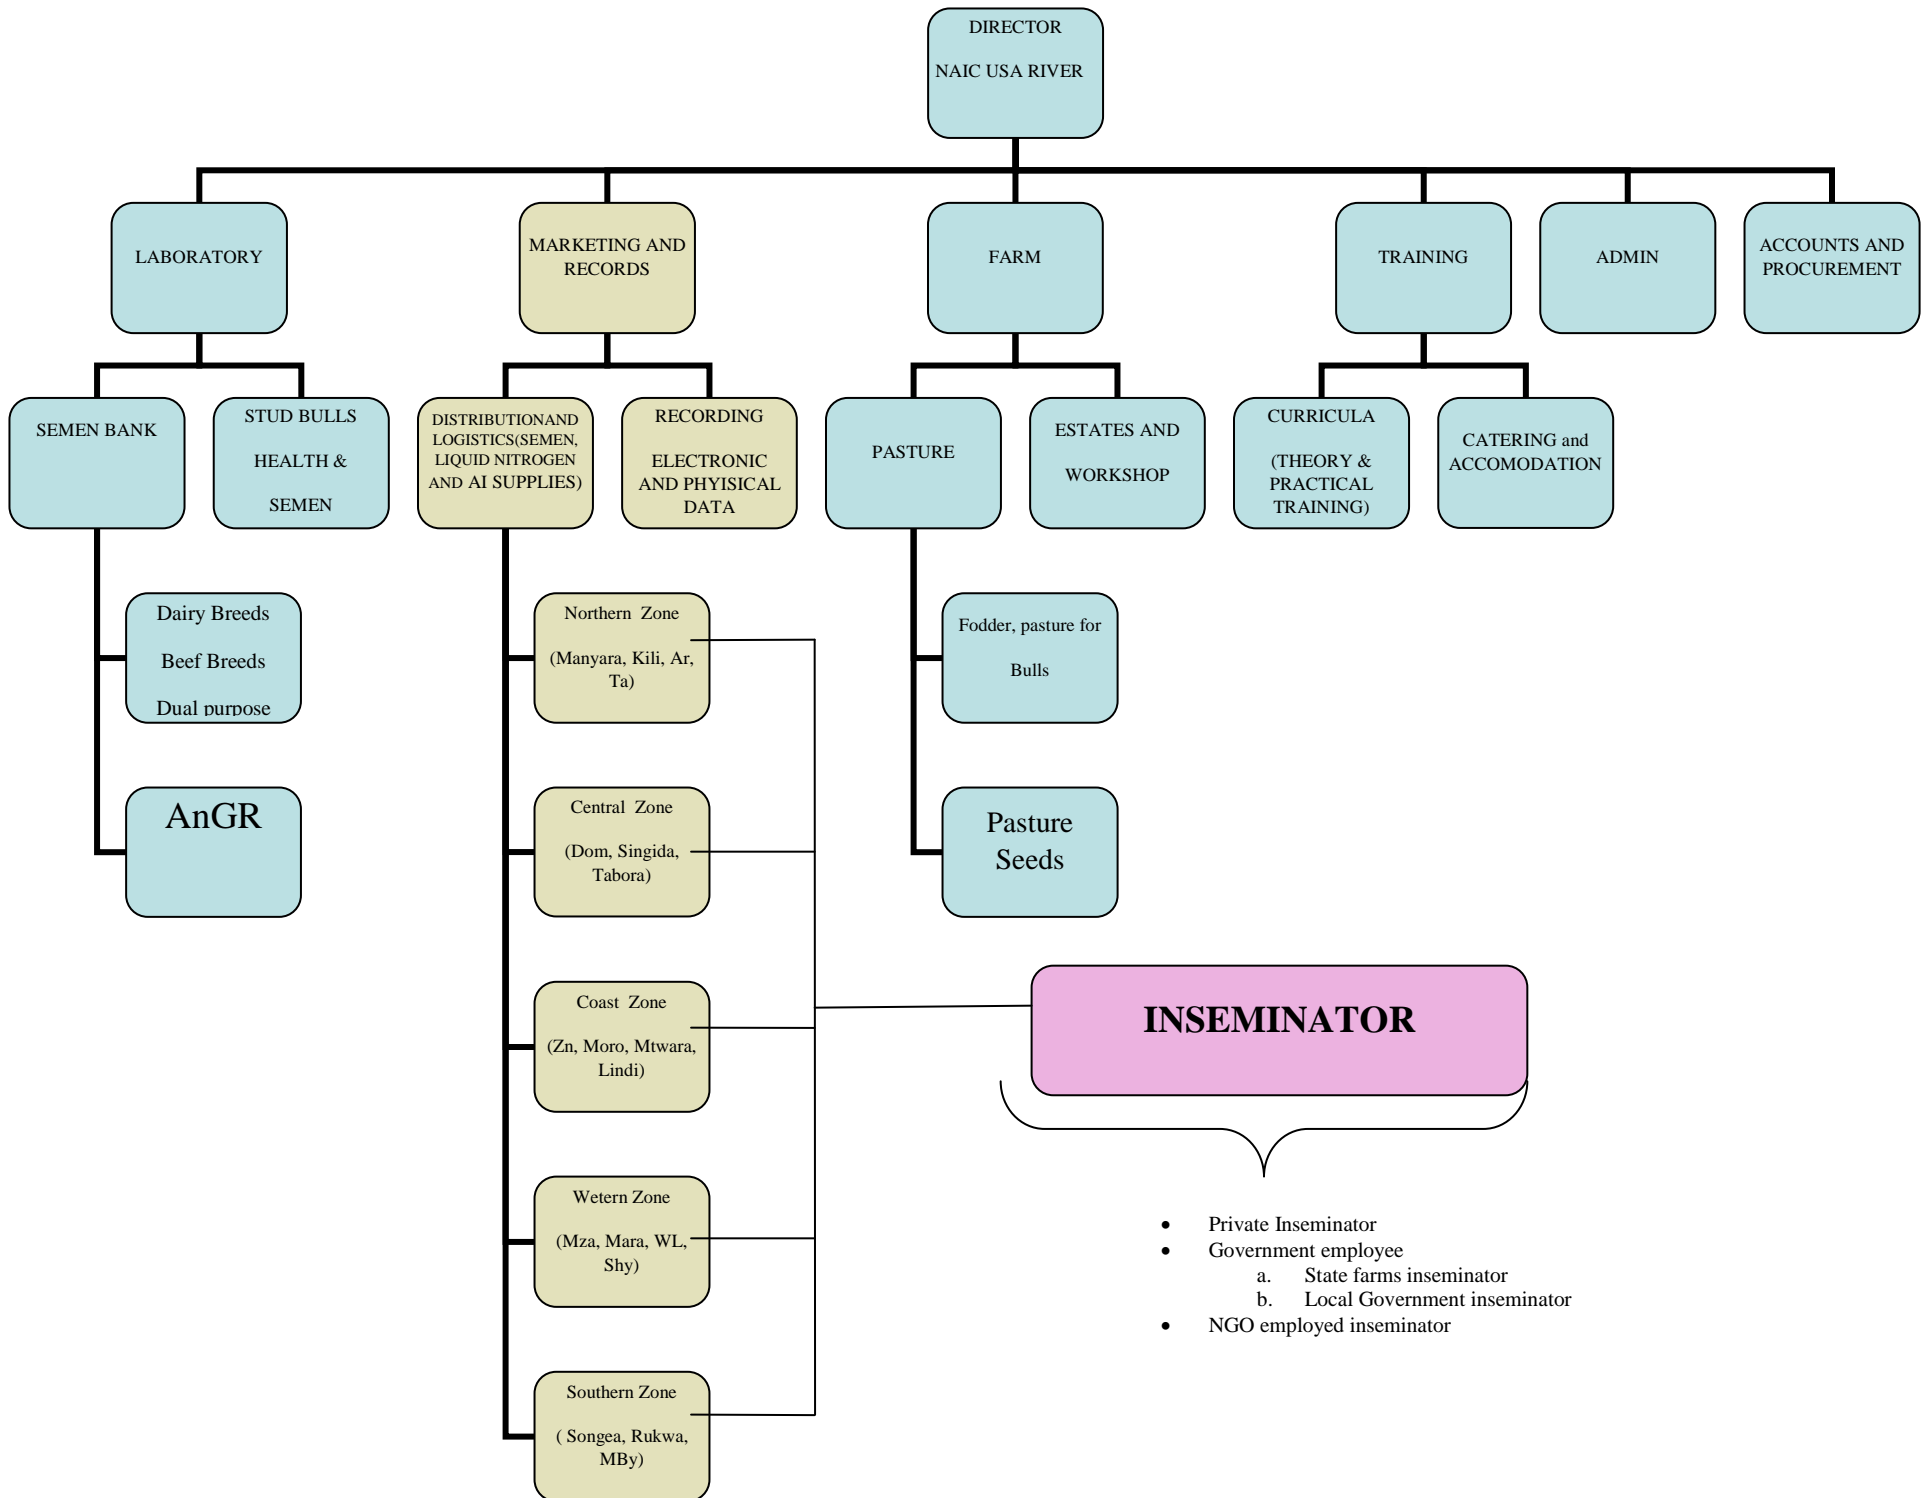 DIRECTOR
NAIC USA RIVER
LABORATORY
MARKETING AND
RECORDS
FARM
TRAINING
ADMIN
ACCOUNTS AND
PROCUREMENT
SEMEN BANK
STUD BULLS
HEALTH &
SEMEN
DISTRIBUTIONAND
LOGISTICS(SEMEN,
LIQUID NITROGEN
AND AI SUPPLIES)
RECORDING
ELECTRONIC
AND PHYISICAL
DATA
PASTURE
ESTATES AND
WORKSHOP
CURRICULA
(THEORY &
PRACTICAL
TRAINING)
CATERING and
ACCOMODATION
Dairy Breeds
Beef Breeds
Dual purpose
Northern  Zone
(Manyara, Kili, Ar,
Ta)
Fodder, pasture for
Bulls
AnGR
Central  Zone
(Dom, Singida,
Tabora)
Pasture
Seeds
Coast  Zone
(Zn, Moro, Mtwara,
Lindi)
INSEMINATOR
Wetern Zone
(Mza, Mara, WL,
Shy)
• Private Inseminator
• Government employee
a. State farms inseminator
b. Local Government inseminator
• NGO employed inseminator
Southern Zone
( Songea, Rukwa,
MBy)